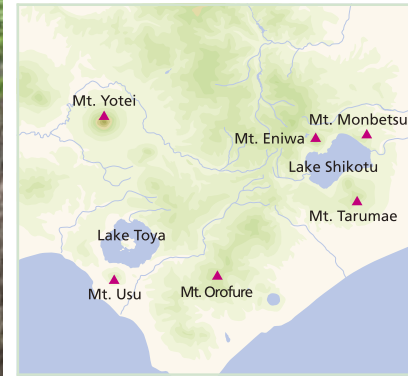 Mt. Yotei
Mt. Monbetsu
Mt. Eniwa
Lake Shikotu
Mt. Tarumae
Lake Toya
Mt. Usu
Mt. Orofure